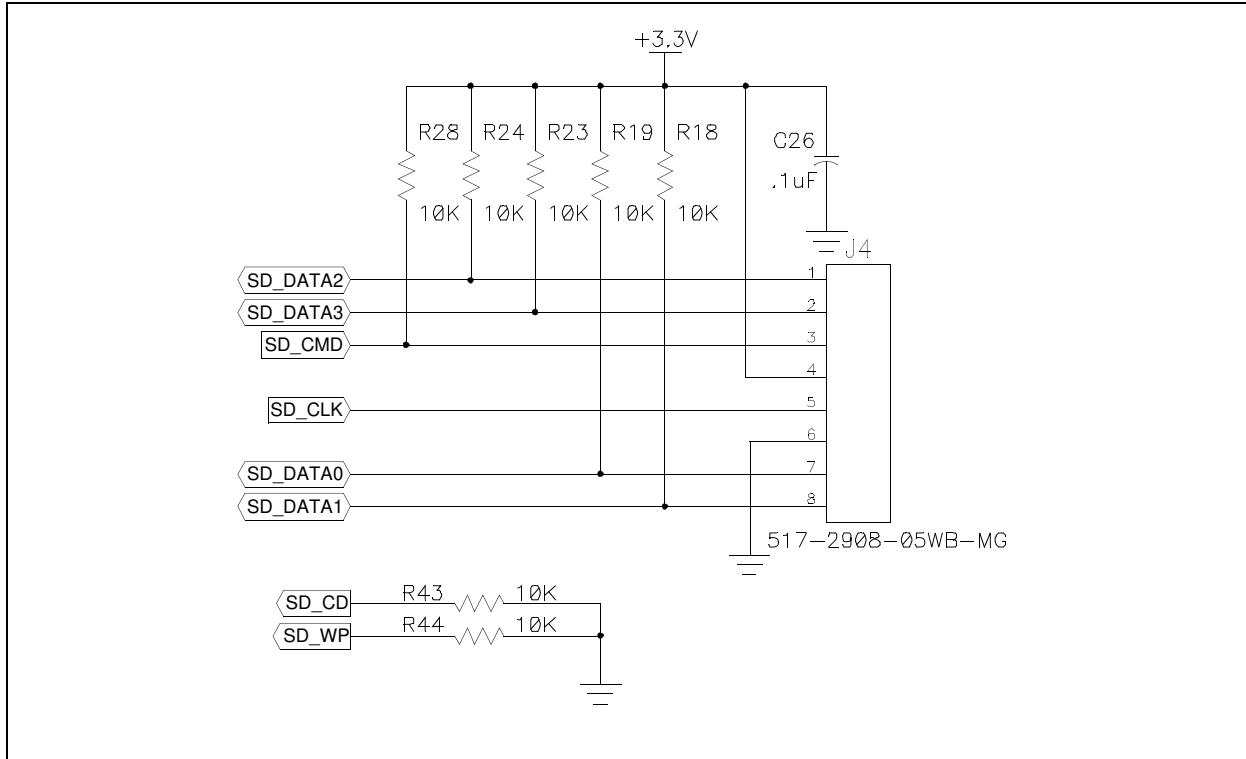 +3.3V
R28 R24 R23 R19 R18
C26
.1uF
10K 10K 10K 10K 10K
J4
SD_DATA2 1
SD_DATA3 2
SD_CMD 3
4
SD_CLK 5
6
SD_DATA0 7
SD_DATA1 8
517-2908-05WB-MG
SD_CD R43 10K
SD_WP R44 10K